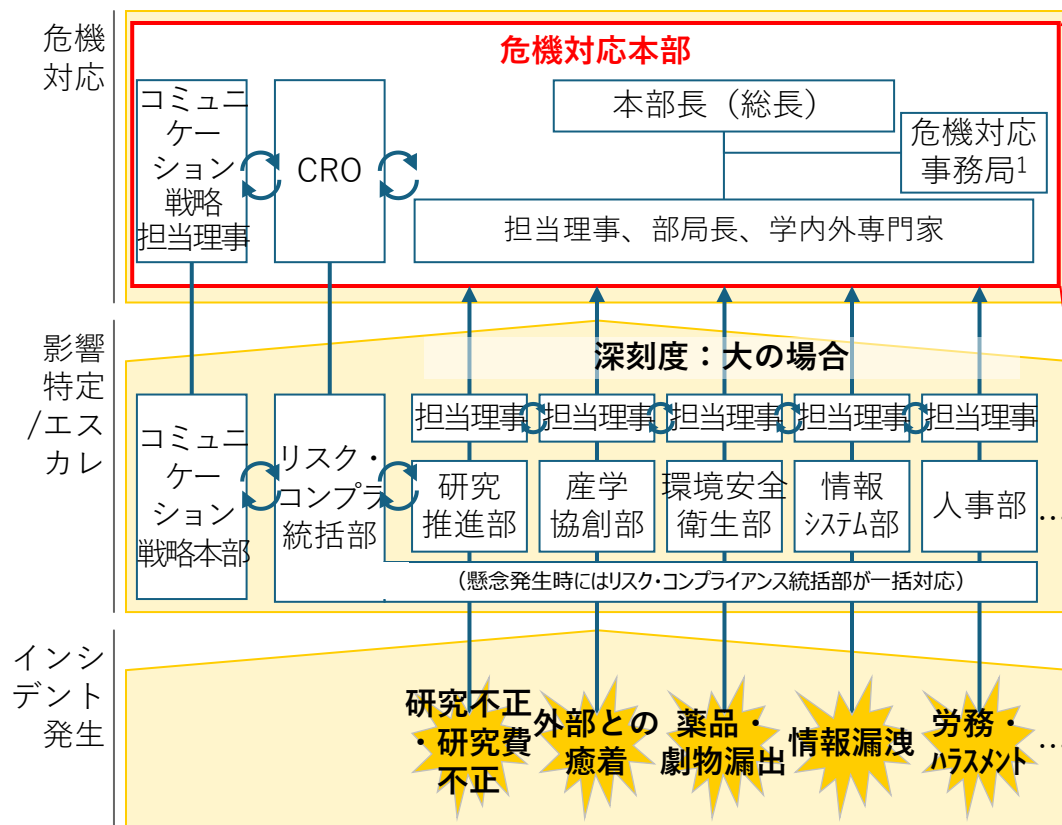 危機
対応
危機対応本部
コミュニ
ケー
ション
戦略
担当理事
CRO
本部長（総長）
危機対応
事務局1
担当理事、部局長、学内外専門家
影響
特定
/エス
カレ
深刻度：大の場合
コミュニ
ケー
ション
戦略本部
リスク・
コンプラ
統括部
担当理事
担当理事
担当理事
担当理事
担当理事
研究
推進部
産学
協創部
環境安全
衛生部
情報
システム部
人事部
…
（懸念発生時にはリスク・コンプライアンス統括部が一括対応）
インシ
デント
発生
研究不正
・研究費
不正
外部との
癒着
薬品・
劇物漏出
情報漏洩
労務・
ハラスメント
…